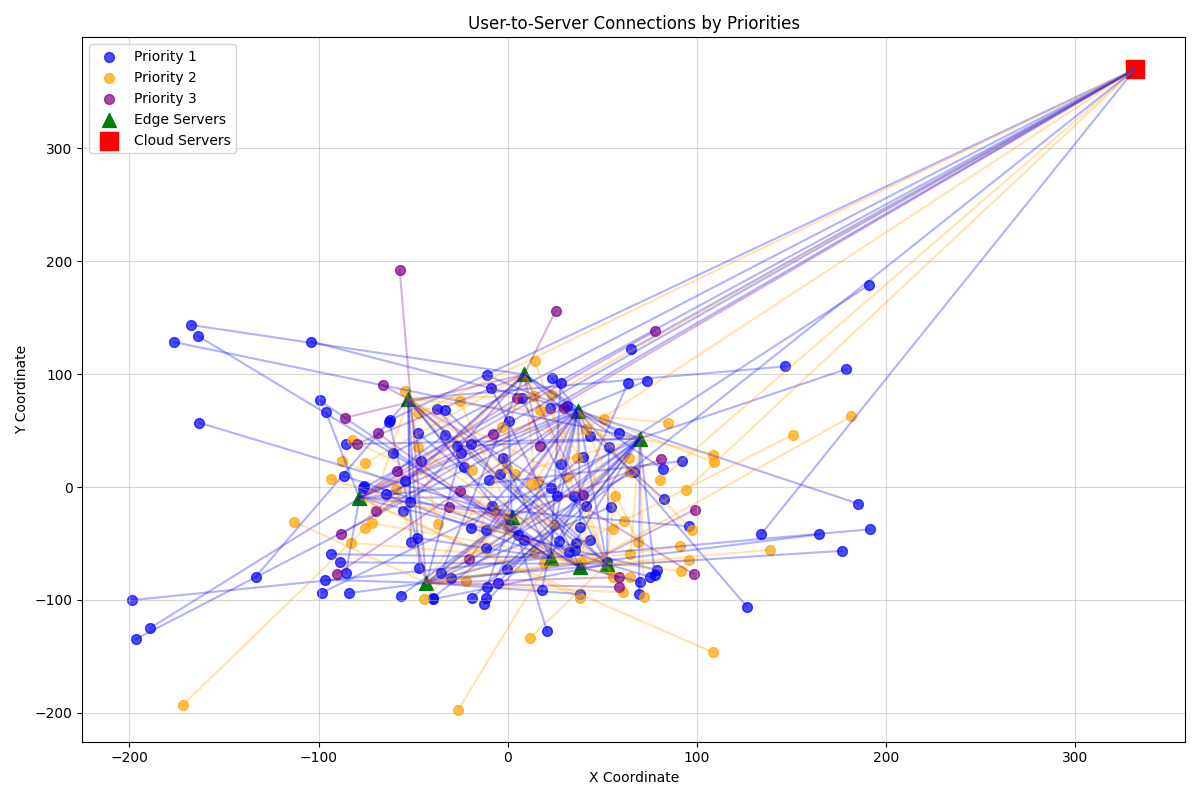 User-to-Server Connections by Priorities
Priority 1
Priority 2
Priority 3
Edge Servers
Cloud Servers
Y Coordinate
300
200
100
0
−100
−200
−200
−100
0
100
200
300
X Coordinate